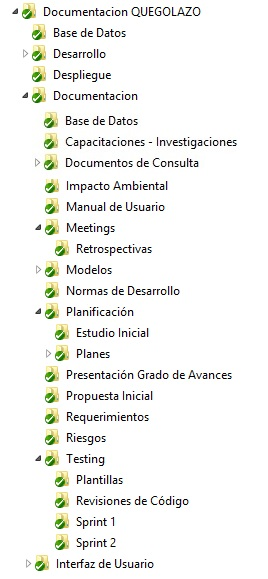 Documentacion QUEGOLAZO
Base de Datos
Desarrollo
Despliegue
Documentacion
Base de Datos
Capacitaciones - Investigaciones
Documentos de Consulta
Impacto Ambiental
Manual de Usuario
Meetings
Retrospectivas
Modelos
Normas de Desarrollo
Planificación
Estudio Inicial
Planes
Presentación Grado de Avances
Propuesta Inicial
Requerimientos
Riesgos
Testing
Plantillas
Revisiones de Código
Sprint 1
Sprint 2
Interfaz de Usuario